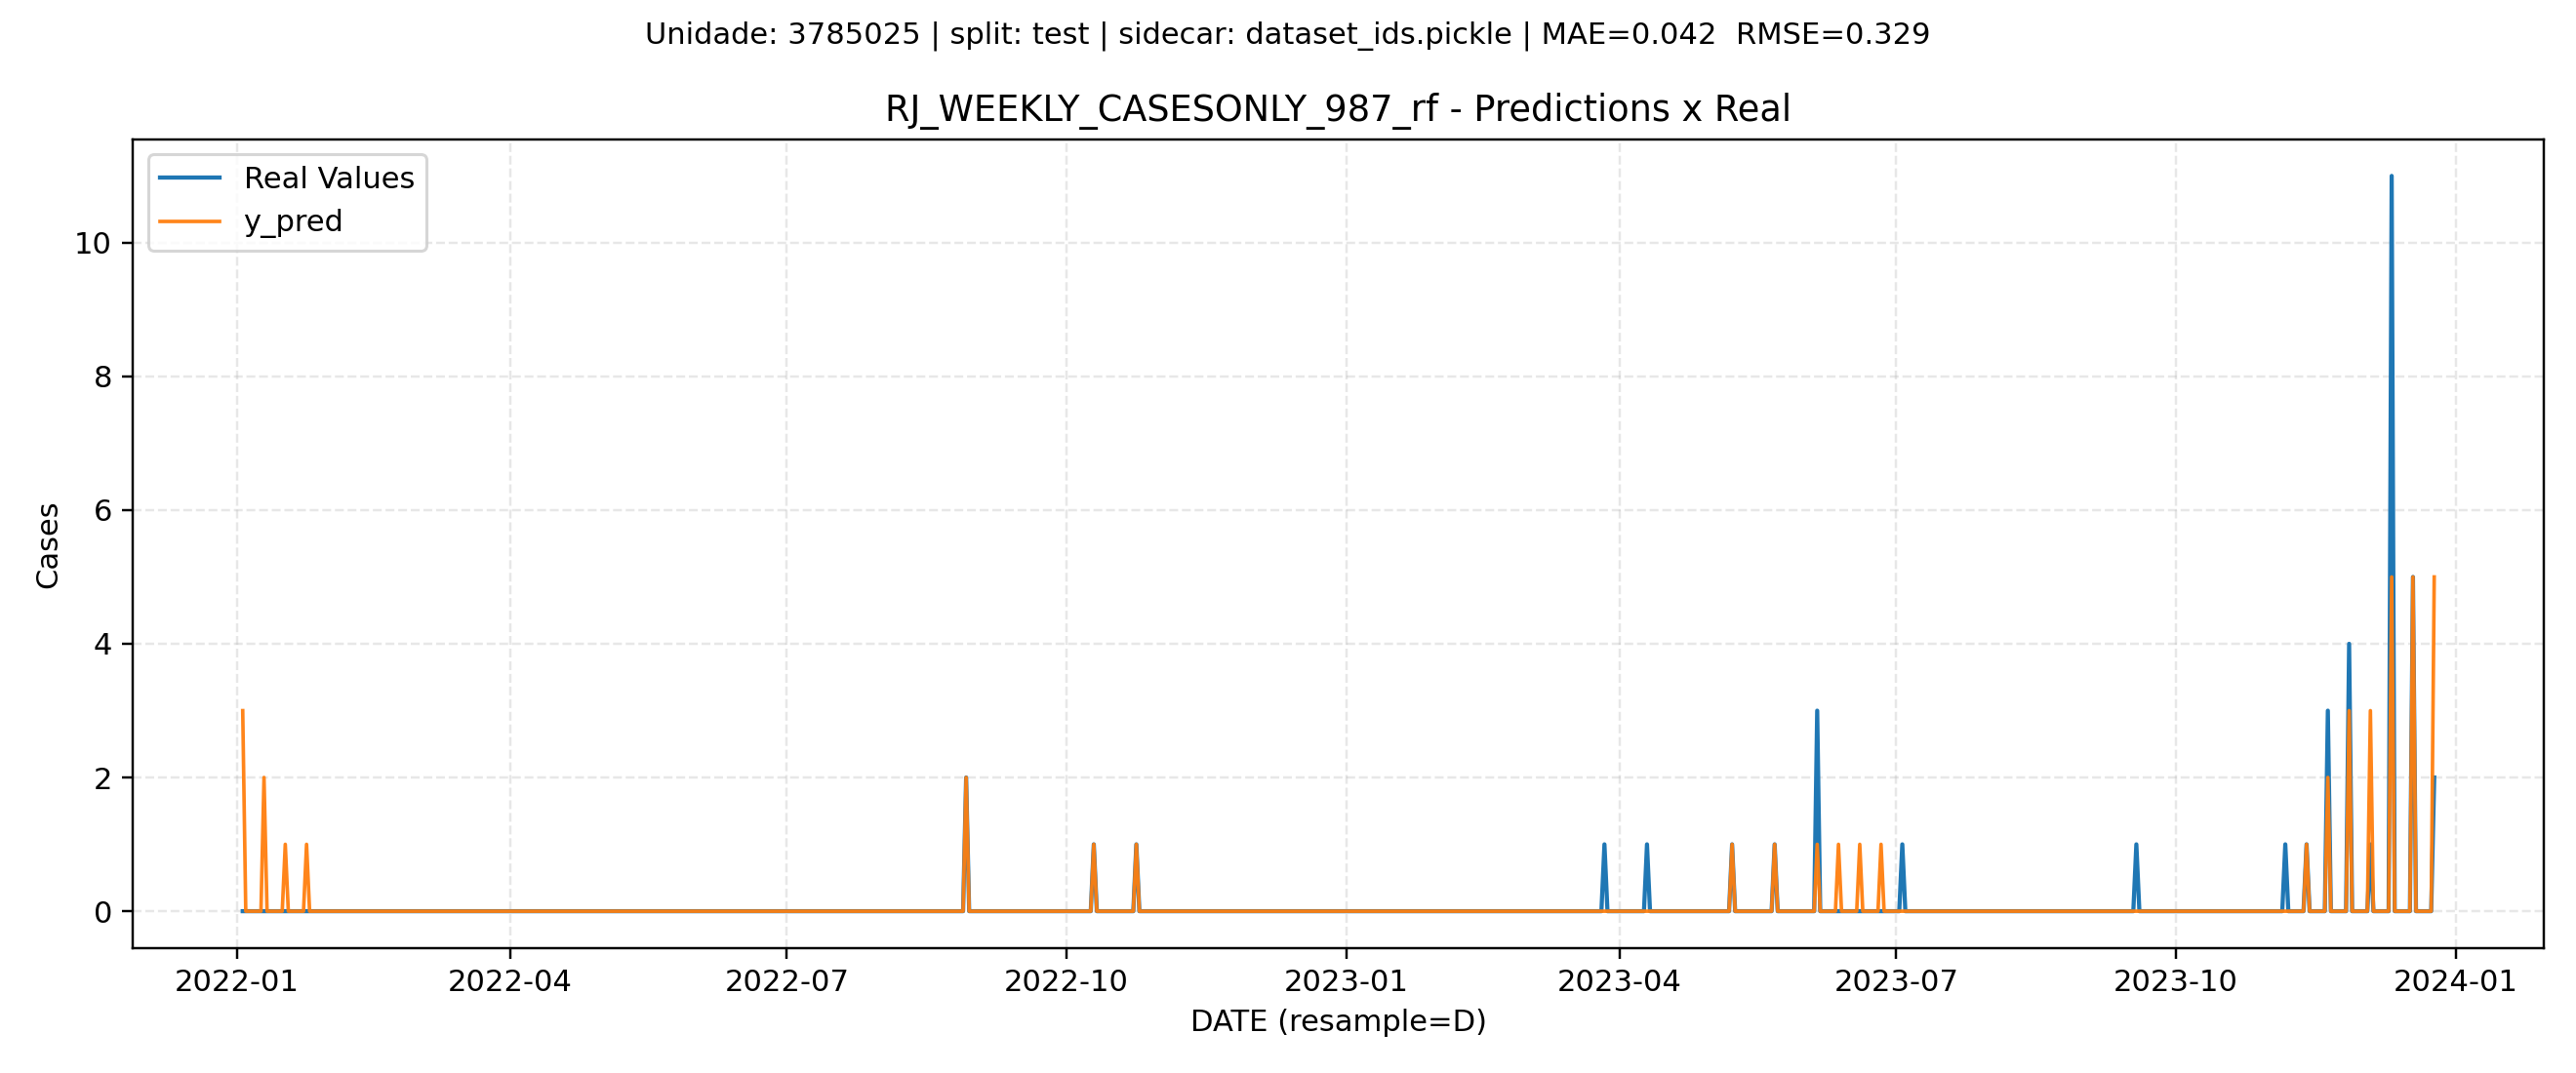 Unidade: 3785025 | split: test | sidecar: dataset_ids.pickle | MAE=0.042  RMSE=0.329
RJ_WEEKLY_CASESONLY_987_rf - Predictions x Real
Real Values
y_pred
10
8
6
4
2
0
Cases
2022-01 2022-04 2022-07 2022-10 2023-01 2023-04 2023-07 2023-10 2024-01
DATE (resample=D)